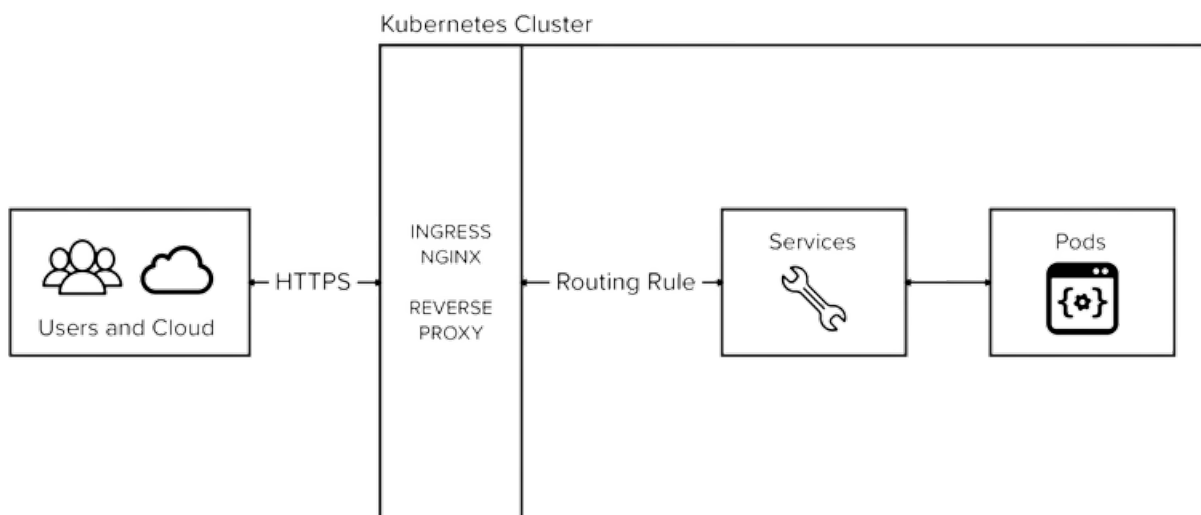 Kubernetes Cluster
INGRESS
NGINX
REVERSE
PROXY
Users and Cloud
HTTPS
Routing Rule
Services
Pods